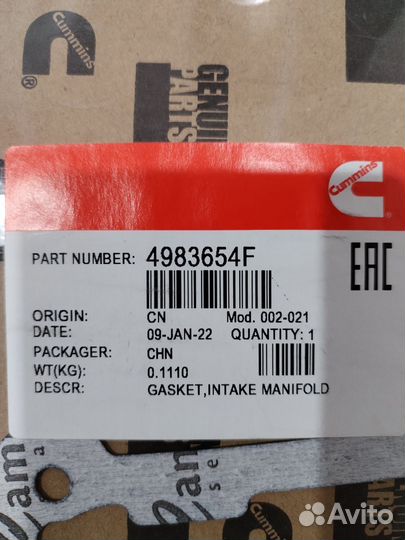 Cummins
GENUINE
PARTS
Cummins
Cummins
PART NUMBER: 4983654F
EAC
ORIGIN: CN Mod. 002-021
DATE: 09-JAN-22 QUANTITY: 1
PACKAGER: CHN
WT(KG): 0.1110
DESCR: GASKET,INTAKE MANIFOLD
Cummins
Avito